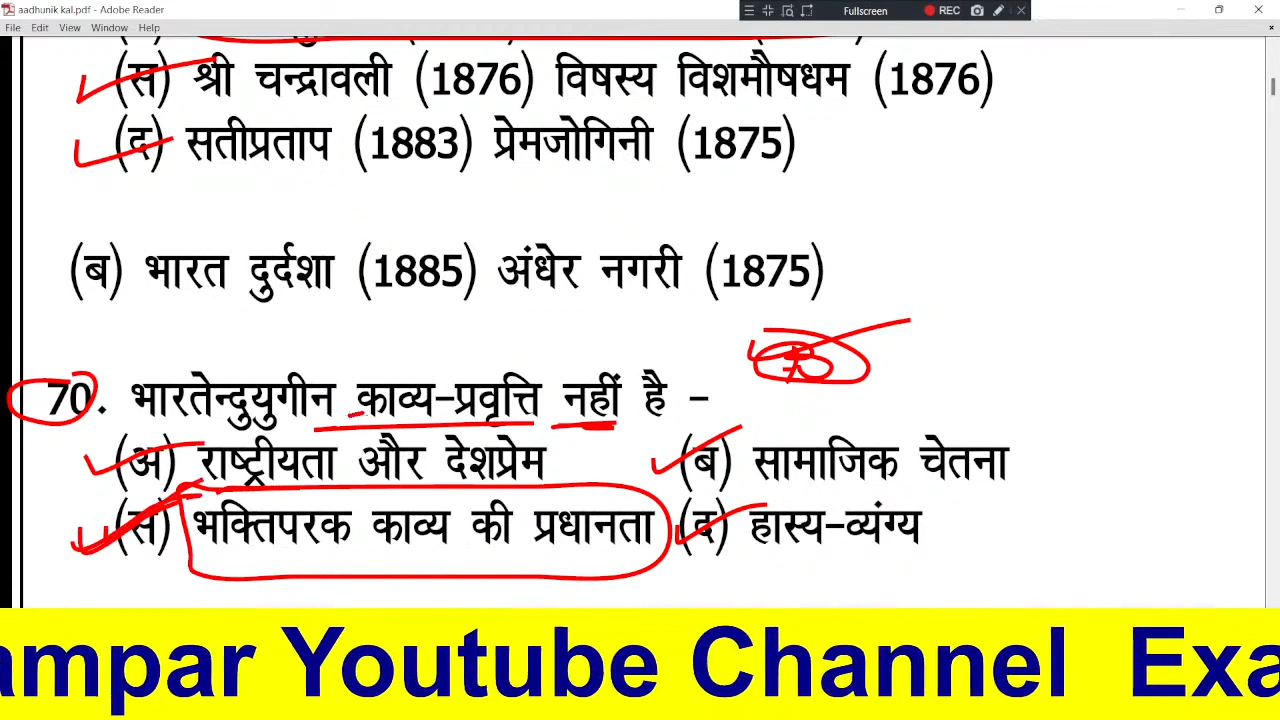 aadhunik kal.pdf - Adobe Reader
Fullscreen REC
File Edit View Window Help
(स) श्री चन्द्रावली (1876) विषस्य विशमौषधम (1876)
(द) सतीप्रताप (1883) प्रेमजोगिनी (1875)
(ब) भारत दुर्दशा (1885) अंधेर नगरी (1875)
70
70. भारतेन्दुयुगीन काव्य-प्रवृत्ति नहीं है -
(अ) राष्ट्रीयता और देशप्रेम (ब) सामाजिक चेतना
(स) भक्तिपरक काव्य की प्रधानता (द) हास्य-व्यंग्य
ampar Youtube Channel Exa